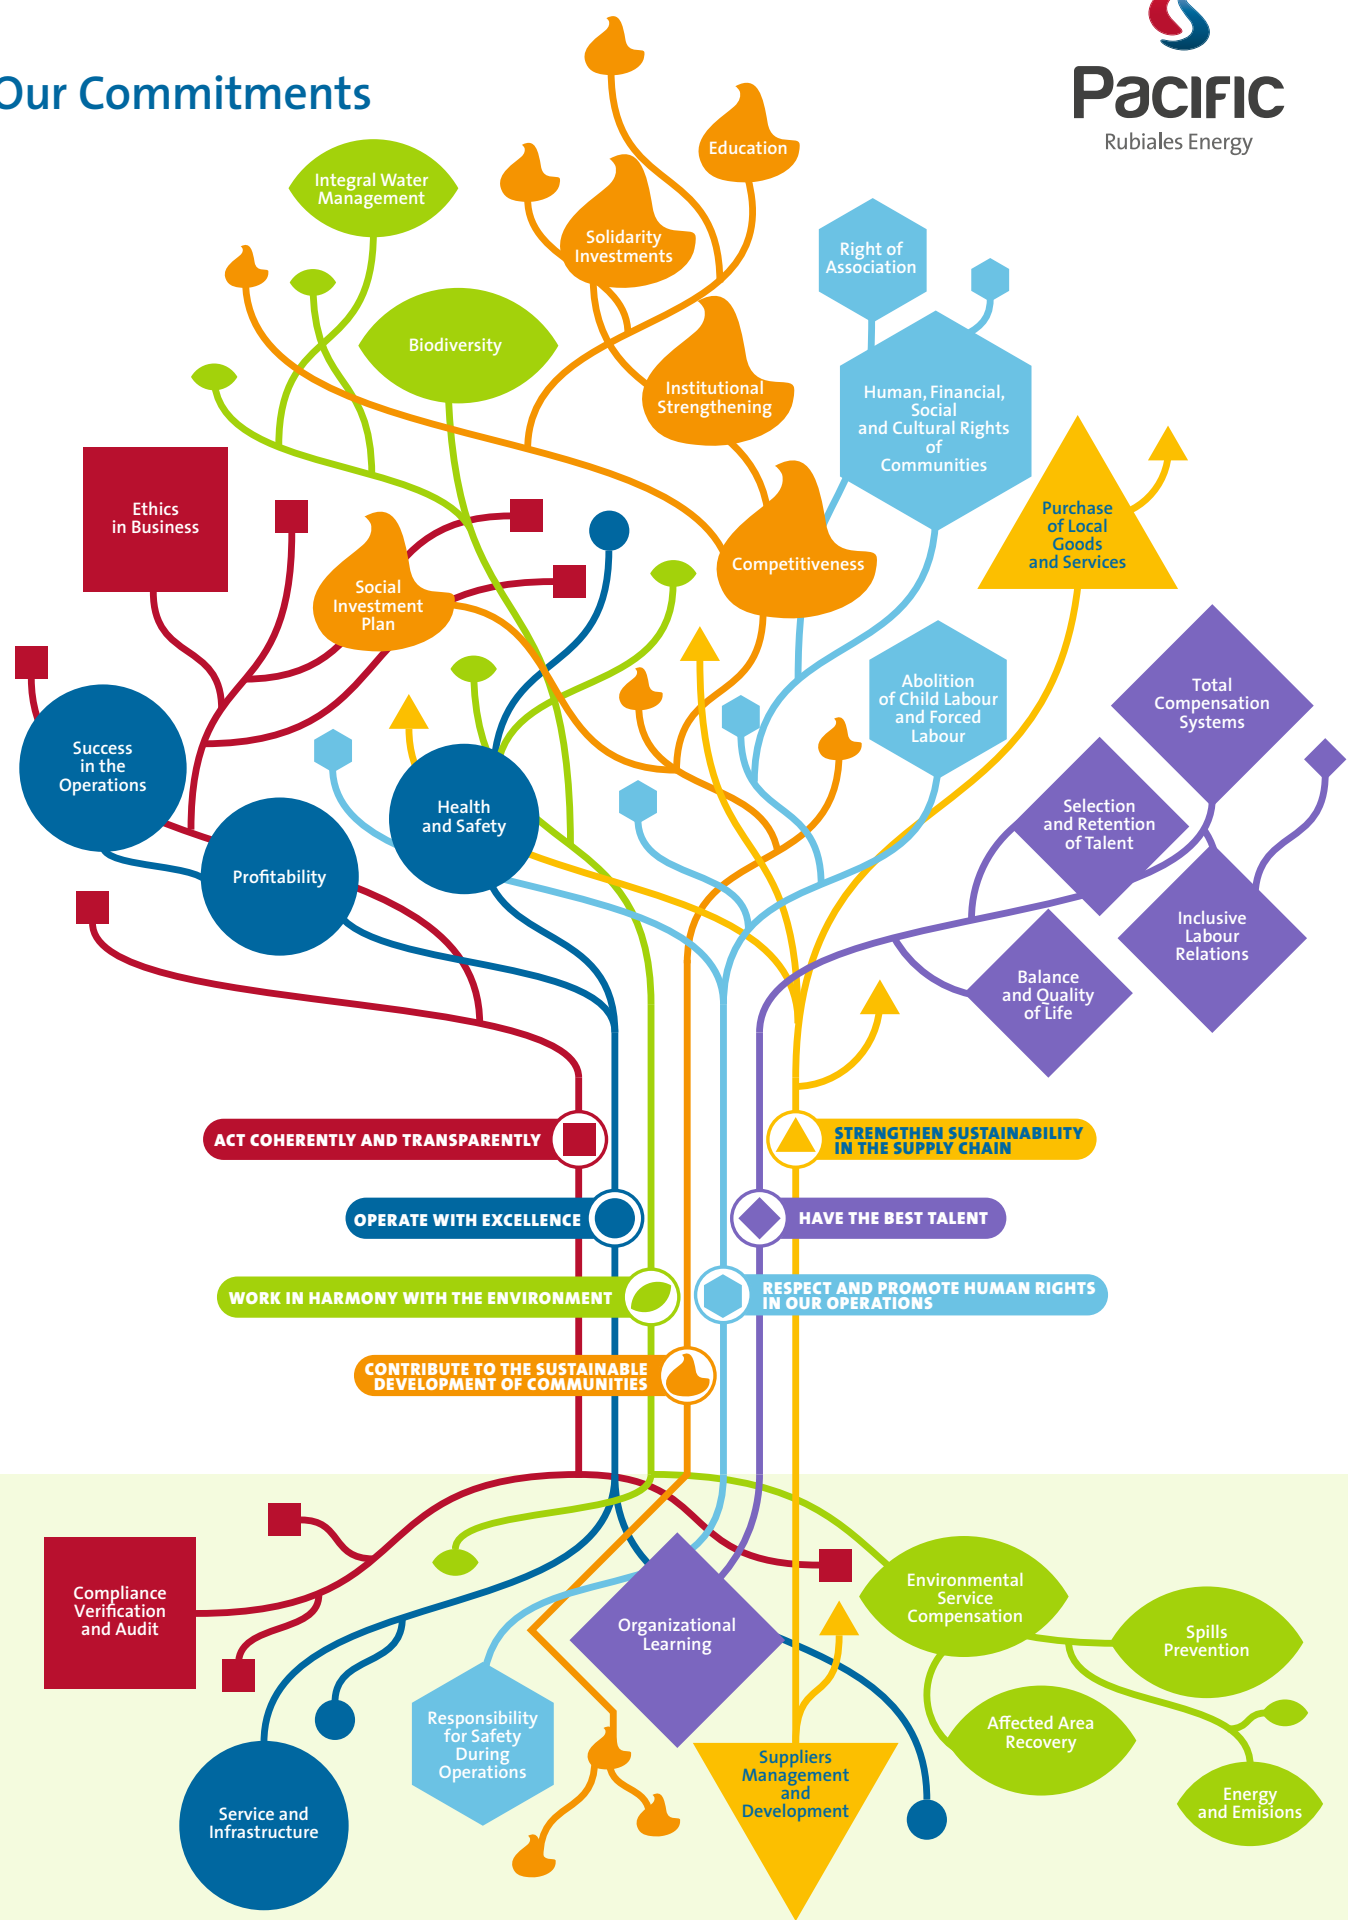 Our Commitments
Pacific
Rubiales Energy
Education
Integral Water
Management
Solidarity
Investments
Right of
Association
Biodiversity
Institutional
Strengthening
Human, Financial,
Social
and Cultural Rights
of
Communities
Ethics
in Business
Purchase
of Local
Goods
and Services
Competitiveness
Social
Investment
Plan
Abolition
of Child Labour
and Forced
Labour
Total
Compensation
Systems
Success
in the
Operations
Health
and Safety
Selection
and Retention
of Talent
Profitability
Inclusive
Labour
Relations
Balance
and Quality
of Life
ACT COHERENTLY AND TRANSPARENTLY
STRENGTHEN SUSTAINABILITY
IN THE SUPPLY CHAIN
OPERATE WITH EXCELLENCE
HAVE THE BEST TALENT
WORK IN HARMONY WITH THE ENVIRONMENT
RESPECT AND PROMOTE HUMAN RIGHTS
IN OUR OPERATIONS
CONTRIBUTE TO THE SUSTAINABLE
DEVELOPMENT OF COMMUNITIES
Compliance
Verification
and Audit
Environmental
Service
Compensation
Organizational
Learning
Spills
Prevention
Responsibility
for Safety
During
Operations
Affected Area
Recovery
Suppliers
Management
and
Development
Service and
Infrastructure
Energy
and Emisions